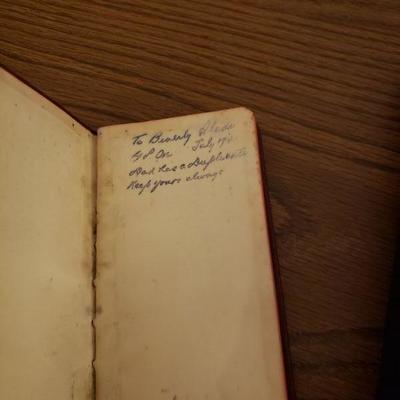 To Beverly
July
Dad has a Duplicate
Keep yours always